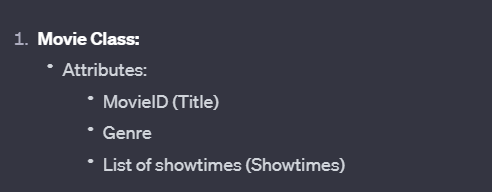 1. Movie Class:
• Attributes:
• MovieID (Title)
• Genre
• List of showtimes (Showtimes)